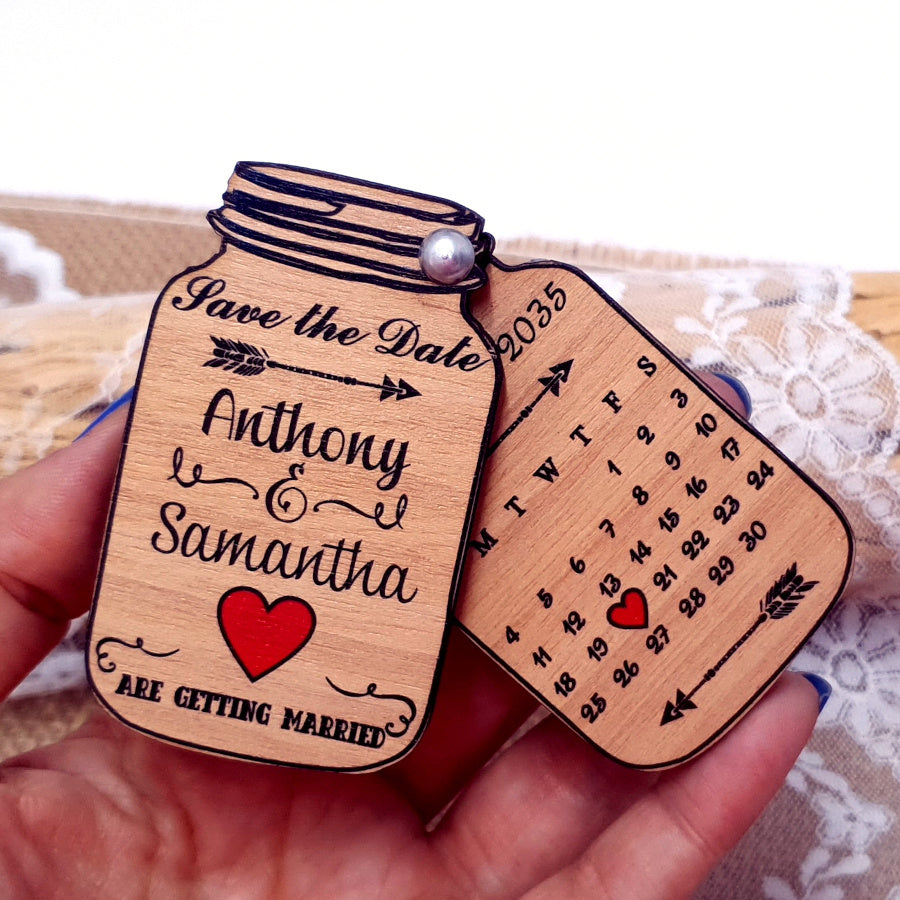 Save the Date
Anthony
&
Samantha
ARE GETTING MARRIED
2035
M T W T F S
1 2 3
4 5 6 7 8 9 10
11 12 13 14 15 16 17
18 19 21 22 23 24
25 26 27 28 29 30